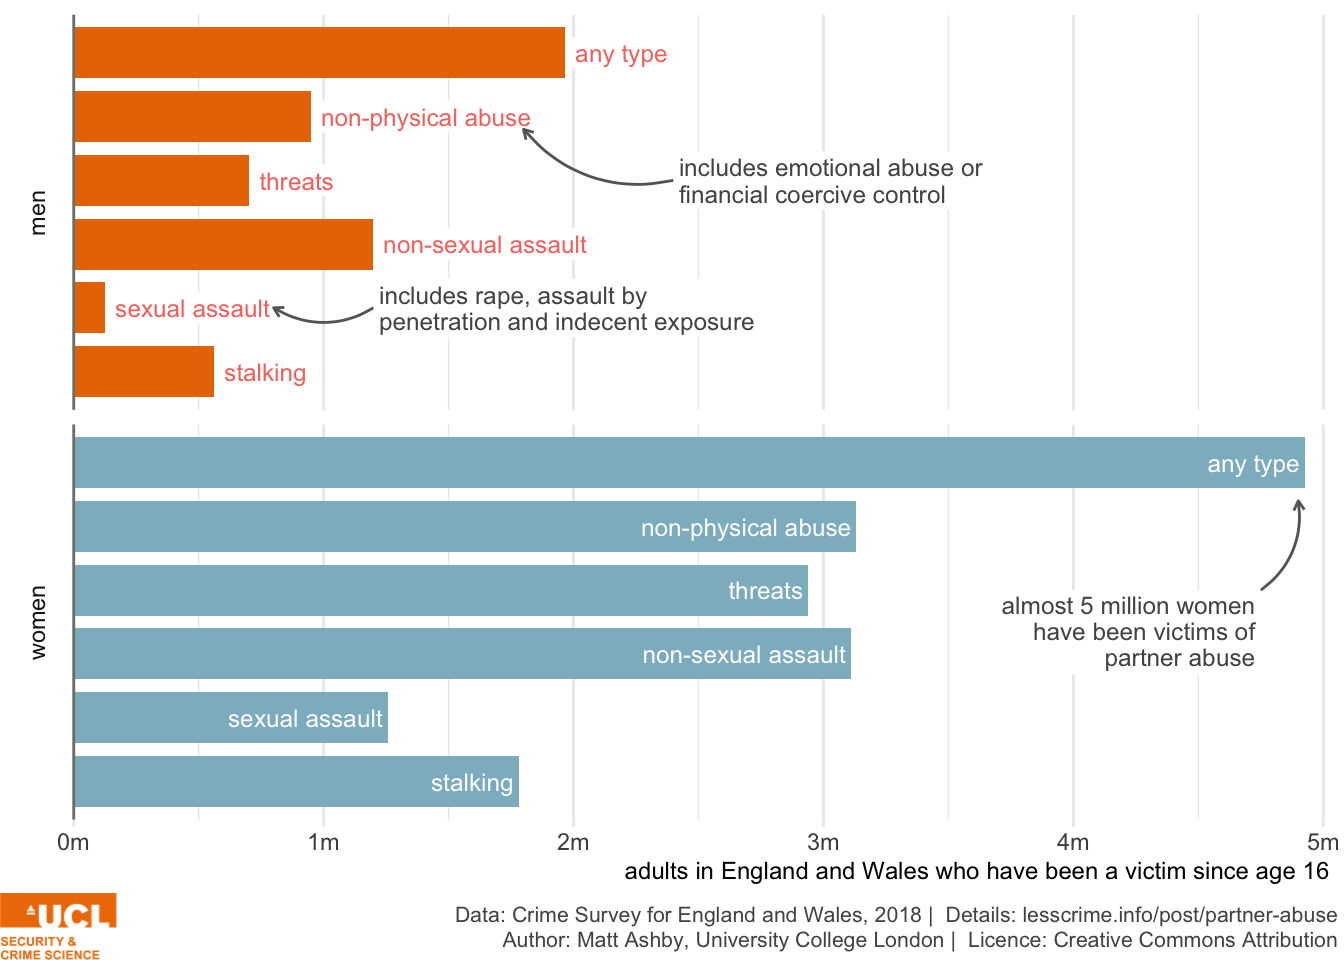 men
any type
non-physical abuse
includes emotional abuse or
financial coercive control
threats
non-sexual assault
includes rape, assault by
penetration and indecent exposure
sexual assault
stalking
women
any type
non-physical abuse
threats
almost 5 million women
have been victims of
partner abuse
non-sexual assault
sexual assault
stalking
0m 1m 2m 3m 4m 5m
adults in England and Wales who have been a victim since age 16
UCL
SECURITY &
CRIME SCIENCE
Data: Crime Survey for England and Wales, 2018 | Details: lesscrime.info/post/partner-abuse
Author: Matt Ashby, University College London | Licence: Creative Commons Attribution